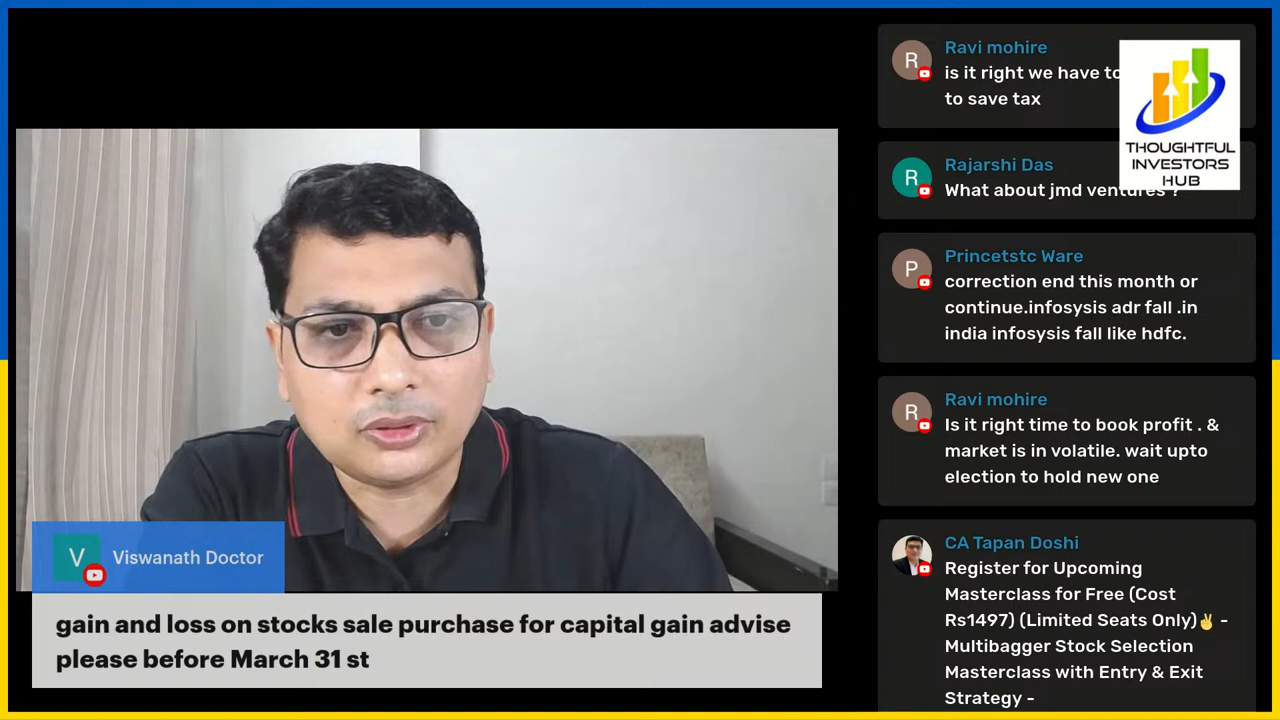 Viswanath Doctor
V
gain and loss on stocks sale purchase for capital gain advise
please before March 31 st
R
Ravi mohire
is it right we have to
to save tax
R
Rajarshi Das
What about jmd ventures ?
P
Princetstc Ware
correction end this month or
continue.infosysis adr fall .in
india infosysis fall like hdfc.
R
Ravi mohire
Is it right time to book profit . &
market is in volatile. wait upto
election to hold new one
CA Tapan Doshi
Register for Upcoming
Masterclass for Free (Cost
Rs1497) (Limited Seats Only)✌ -
Multibagger Stock Selection
Masterclass with Entry & Exit
Strategy -
THOUGHTFUL
INVESTORS
HUB